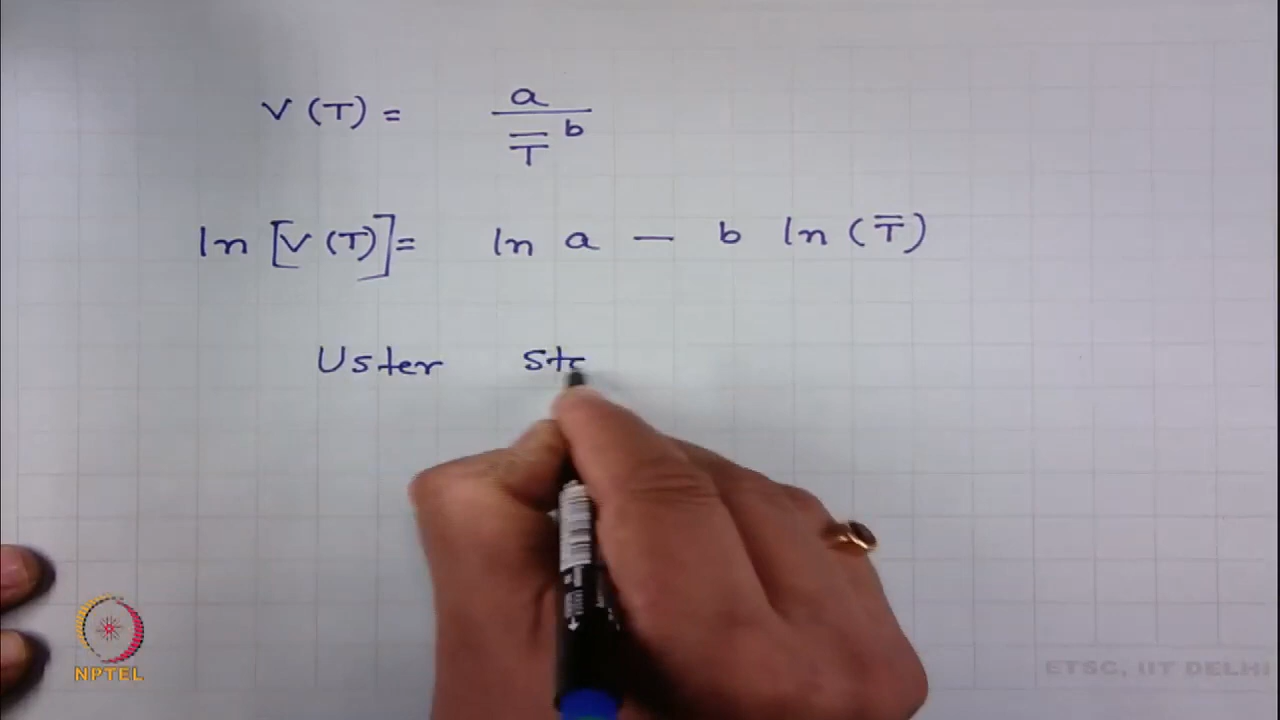 V (T) = a / T̅ ᵇ
ln [V (T)] = ln a — b ln (T̅)
Uster
NPTEL
ETSC, IIT DELHI